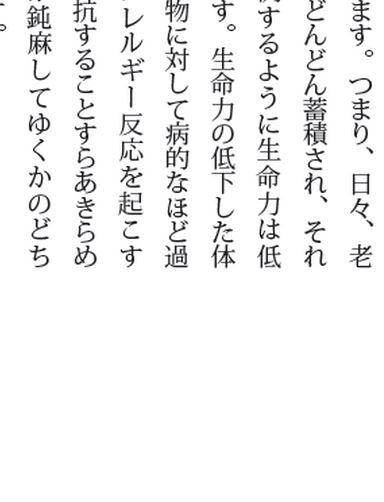 ます。つまり、日々、老
どんどん蓄積され、それ
するように生命力は低
す。生命力の低下した体
物に対して病的なほど過
レルギー反応を起こす
抗することすらあきらめ
鈍麻してゆくかのどち
す。